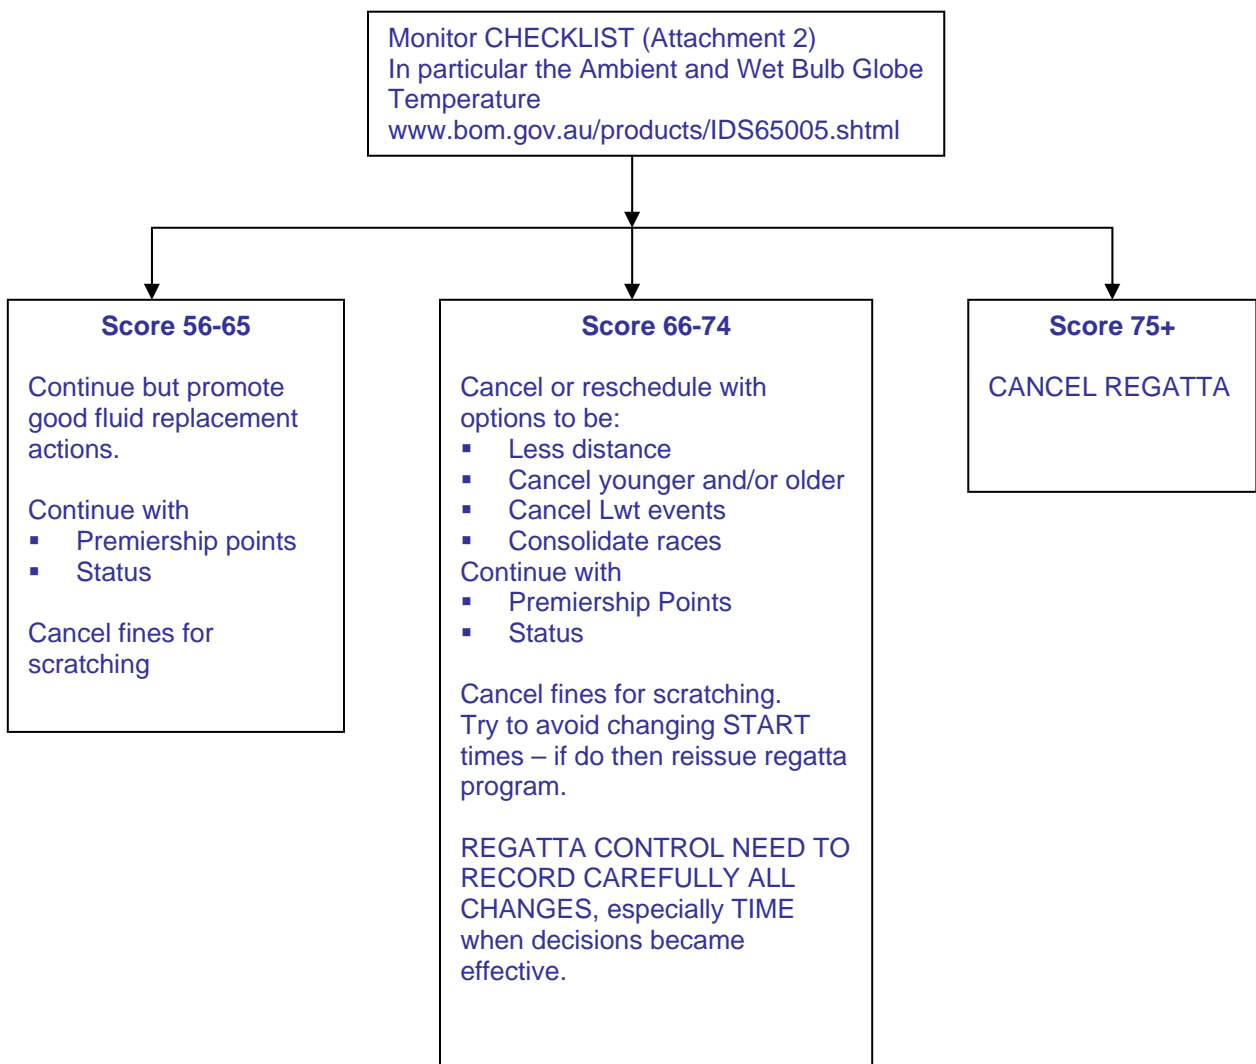 Monitor CHECKLIST (Attachment 2)
In particular the Ambient and Wet Bulb Globe
Temperature
www.bom.gov.au/products/IDS65005.shtml
Score 56-65
Continue but promote
good fluid replacement
actions.
Continue with
▪ Premiership points
▪ Status
Cancel fines for
scratching
Score 66-74
Cancel or reschedule with
options to be:
▪ Less distance
▪ Cancel younger and/or older
▪ Cancel Lwt events
▪ Consolidate races
Continue with
▪ Premiership Points
▪ Status
Cancel fines for scratching.
Try to avoid changing START
times – if do then reissue regatta
program.
REGATTA CONTROL NEED TO
RECORD CAREFULLY ALL
CHANGES, especially TIME
when decisions became
effective.
Score 75+
CANCEL REGATTA